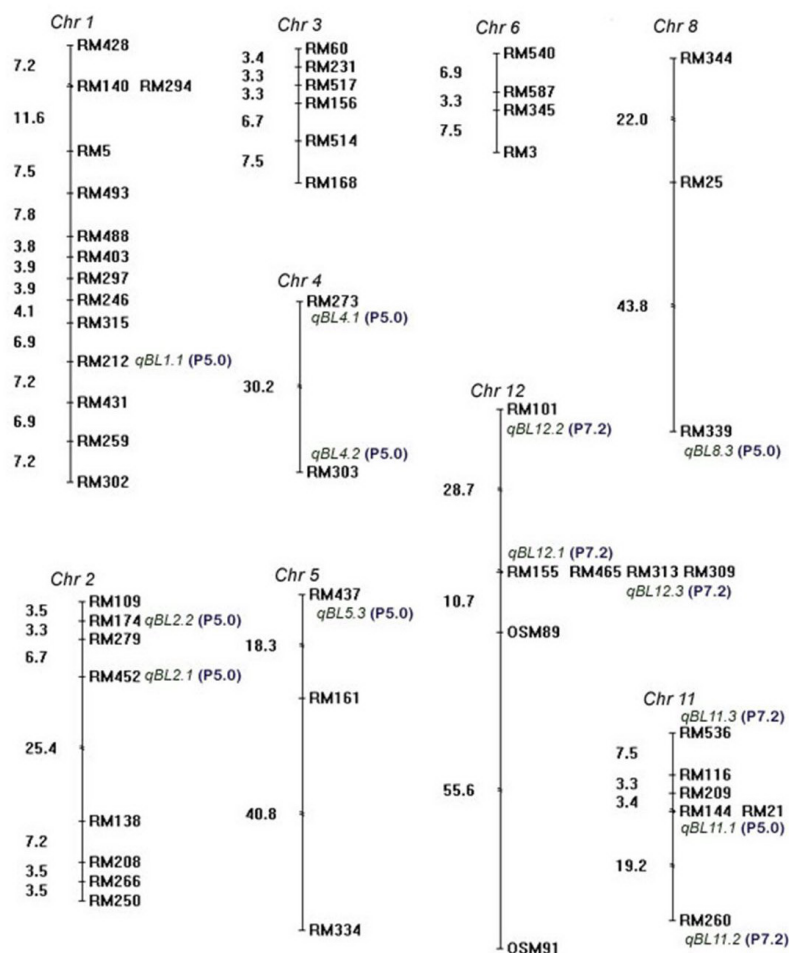 Chr 1
RM428
7.2
RM140 RM294
11.6
RM5
7.5
RM493
7.8
RM488
3.8
RM403
3.9
RM297
3.9
RM246
4.1
RM315
6.9
RM212 qBL1.1 (P5.0)
7.2
RM431
6.9
RM259
7.2
RM302
Chr 3
RM60
3.4
RM231
3.3
RM517
3.3
RM156
6.7
RM514
7.5
RM168
Chr 6
RM540
6.9
RM587
3.3
RM345
7.5
RM3
Chr 8
RM344
22.0
RM25
43.8
RM339
qBL8.3 (P5.0)
Chr 4
RM273
qBL4.1 (P5.0)
30.2
qBL4.2 (P5.0)
RM303
Chr 12
RM101
qBL12.2 (P7.2)
28.7
qBL12.1 (P7.2)
RM155 RM465 RM313 RM309
qBL12.3 (P7.2)
10.7
OSM89
55.6
OSM91
Chr 2
RM109
3.5
RM174 qBL2.2 (P5.0)
3.3
RM279
6.7
RM452 qBL2.1 (P5.0)
25.4
RM138
7.2
RM208
3.5
RM266
3.5
RM250
Chr 5
RM437
qBL5.3 (P5.0)
18.3
RM161
40.8
RM334
Chr 11
qBL11.3 (P7.2)
RM536
7.5
RM116
3.3
RM209
3.4
RM144 RM21
qBL11.1 (P5.0)
19.2
RM260
qBL11.2 (P7.2)